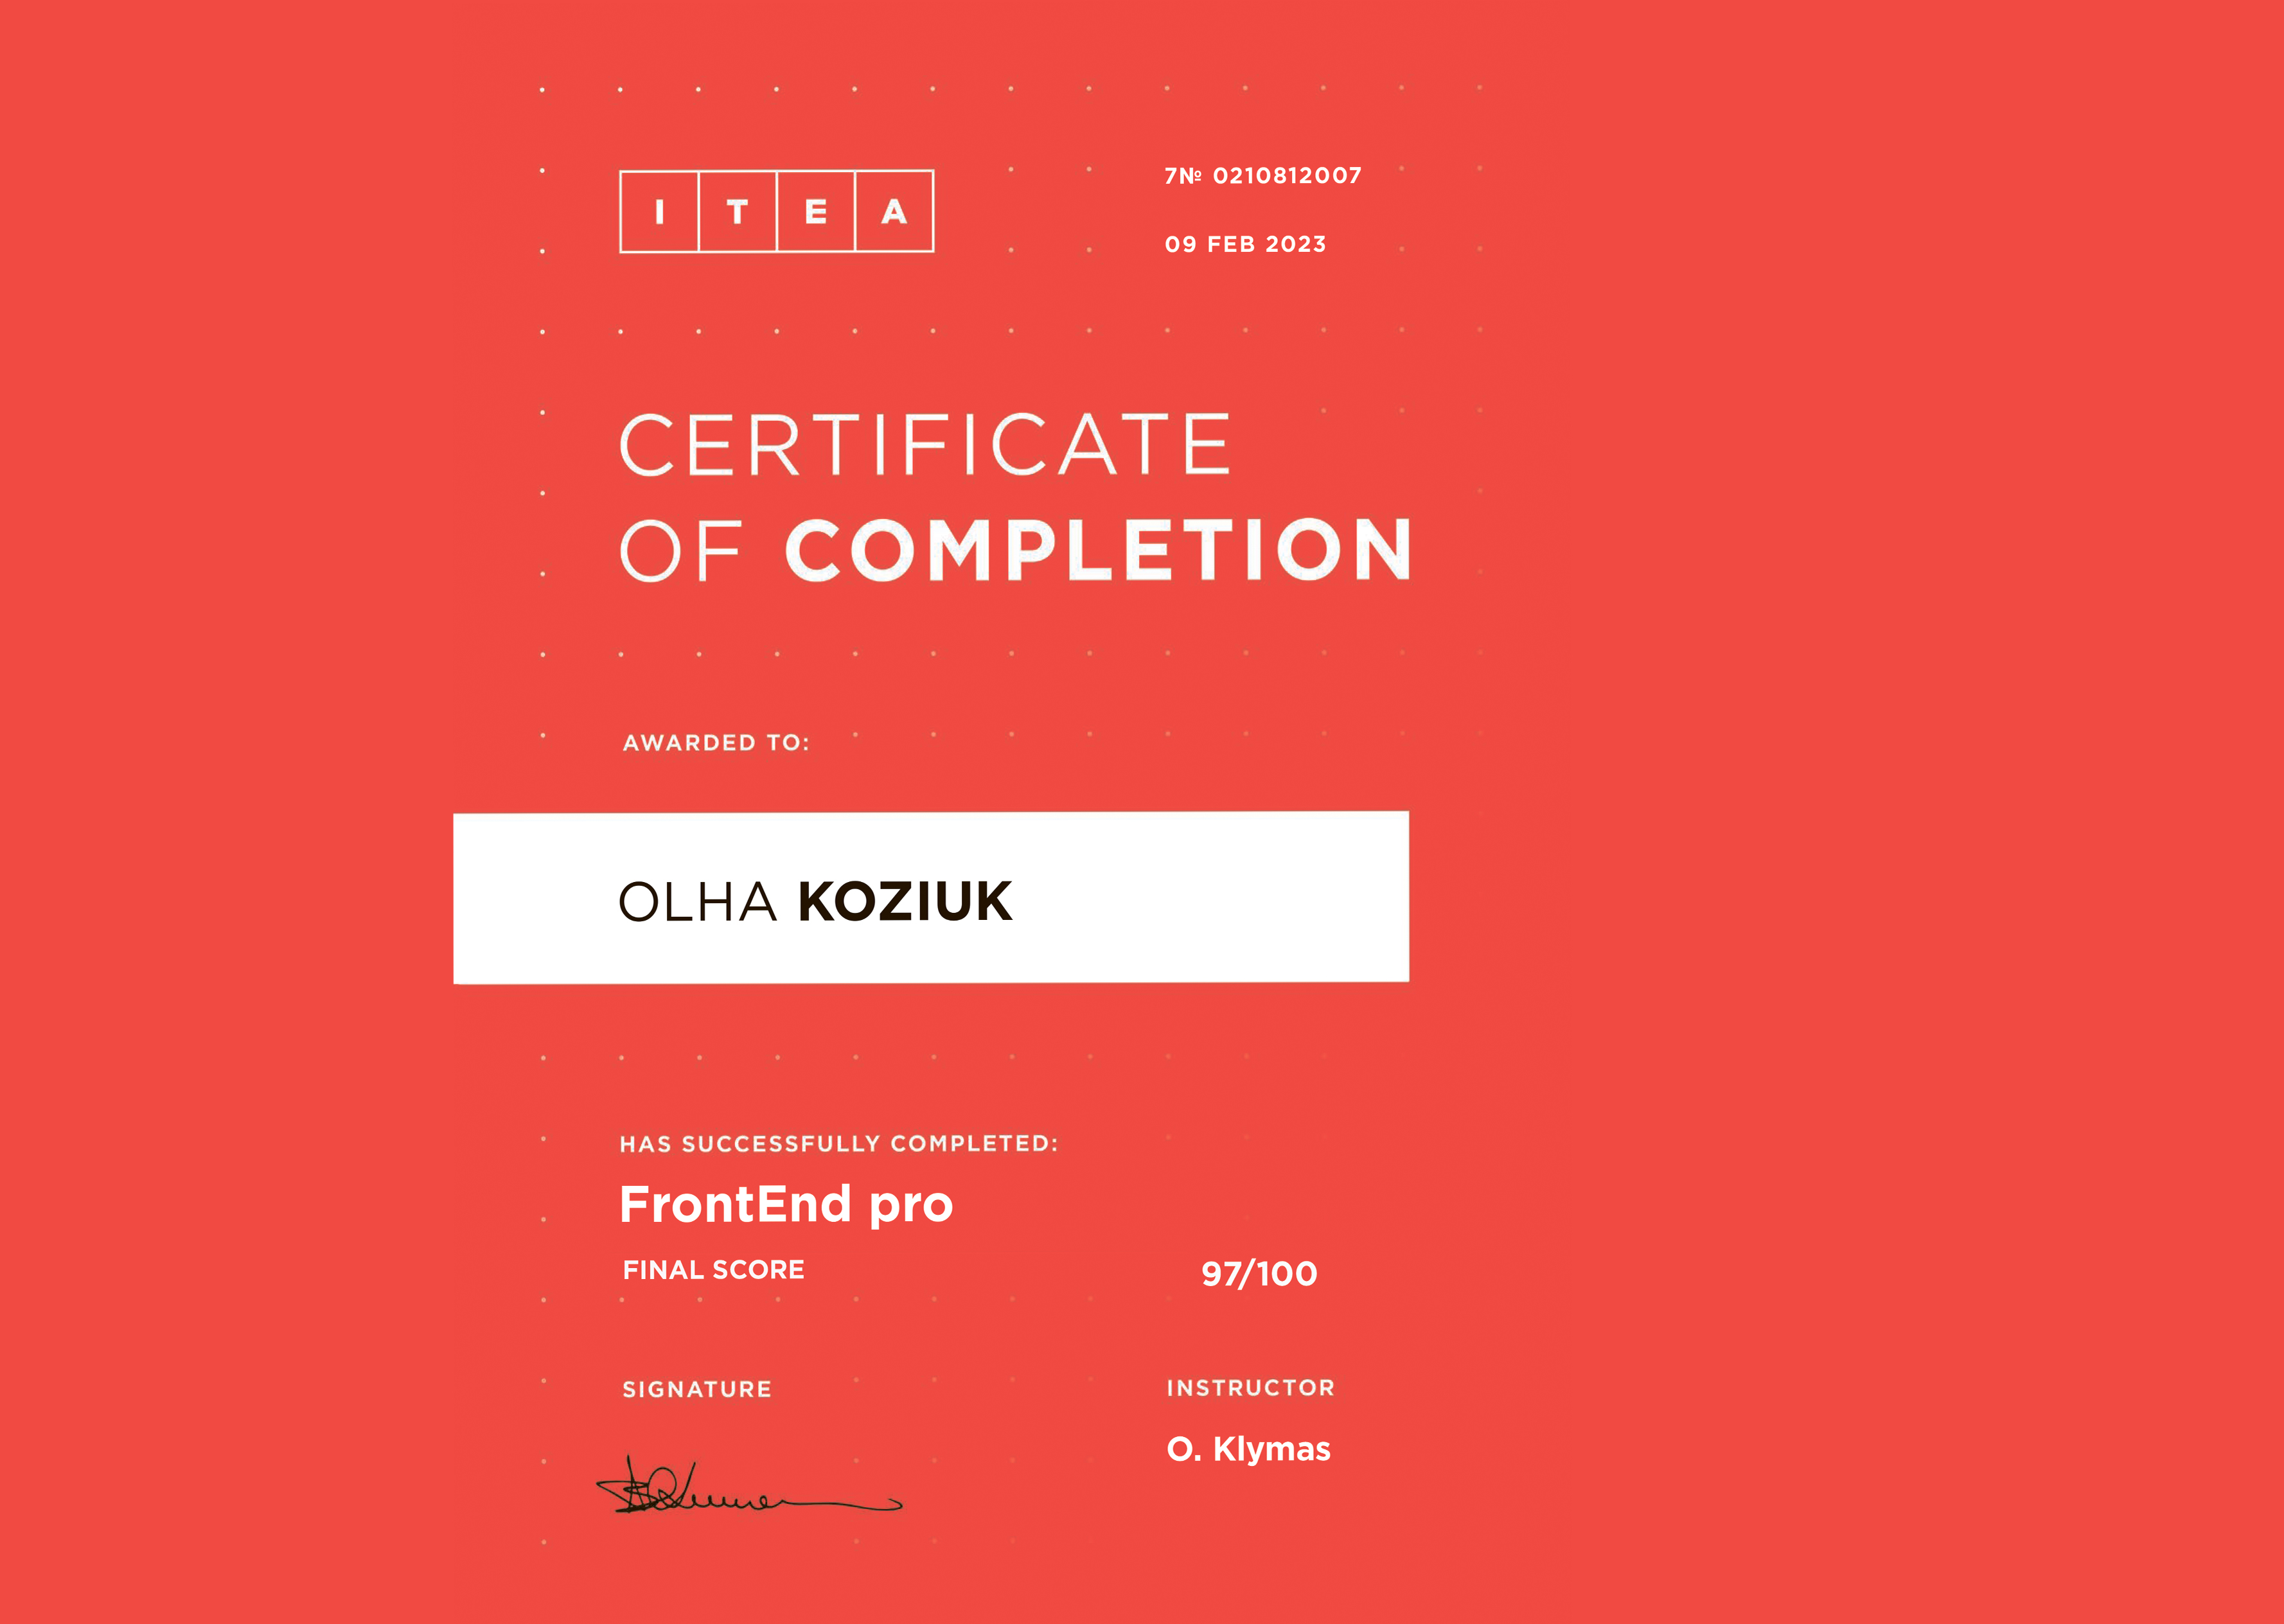 ITEA
7№ 0210812007
09 FEB 2023
CERTIFICATE
OF COMPLETION
AWARDED TO:
OLHA KOZIUK
HAS SUCCESSFULLY COMPLETED:
FrontEnd pro
FINAL SCORE 97/100
SIGNATURE INSTRUCTOR
O. Klymas